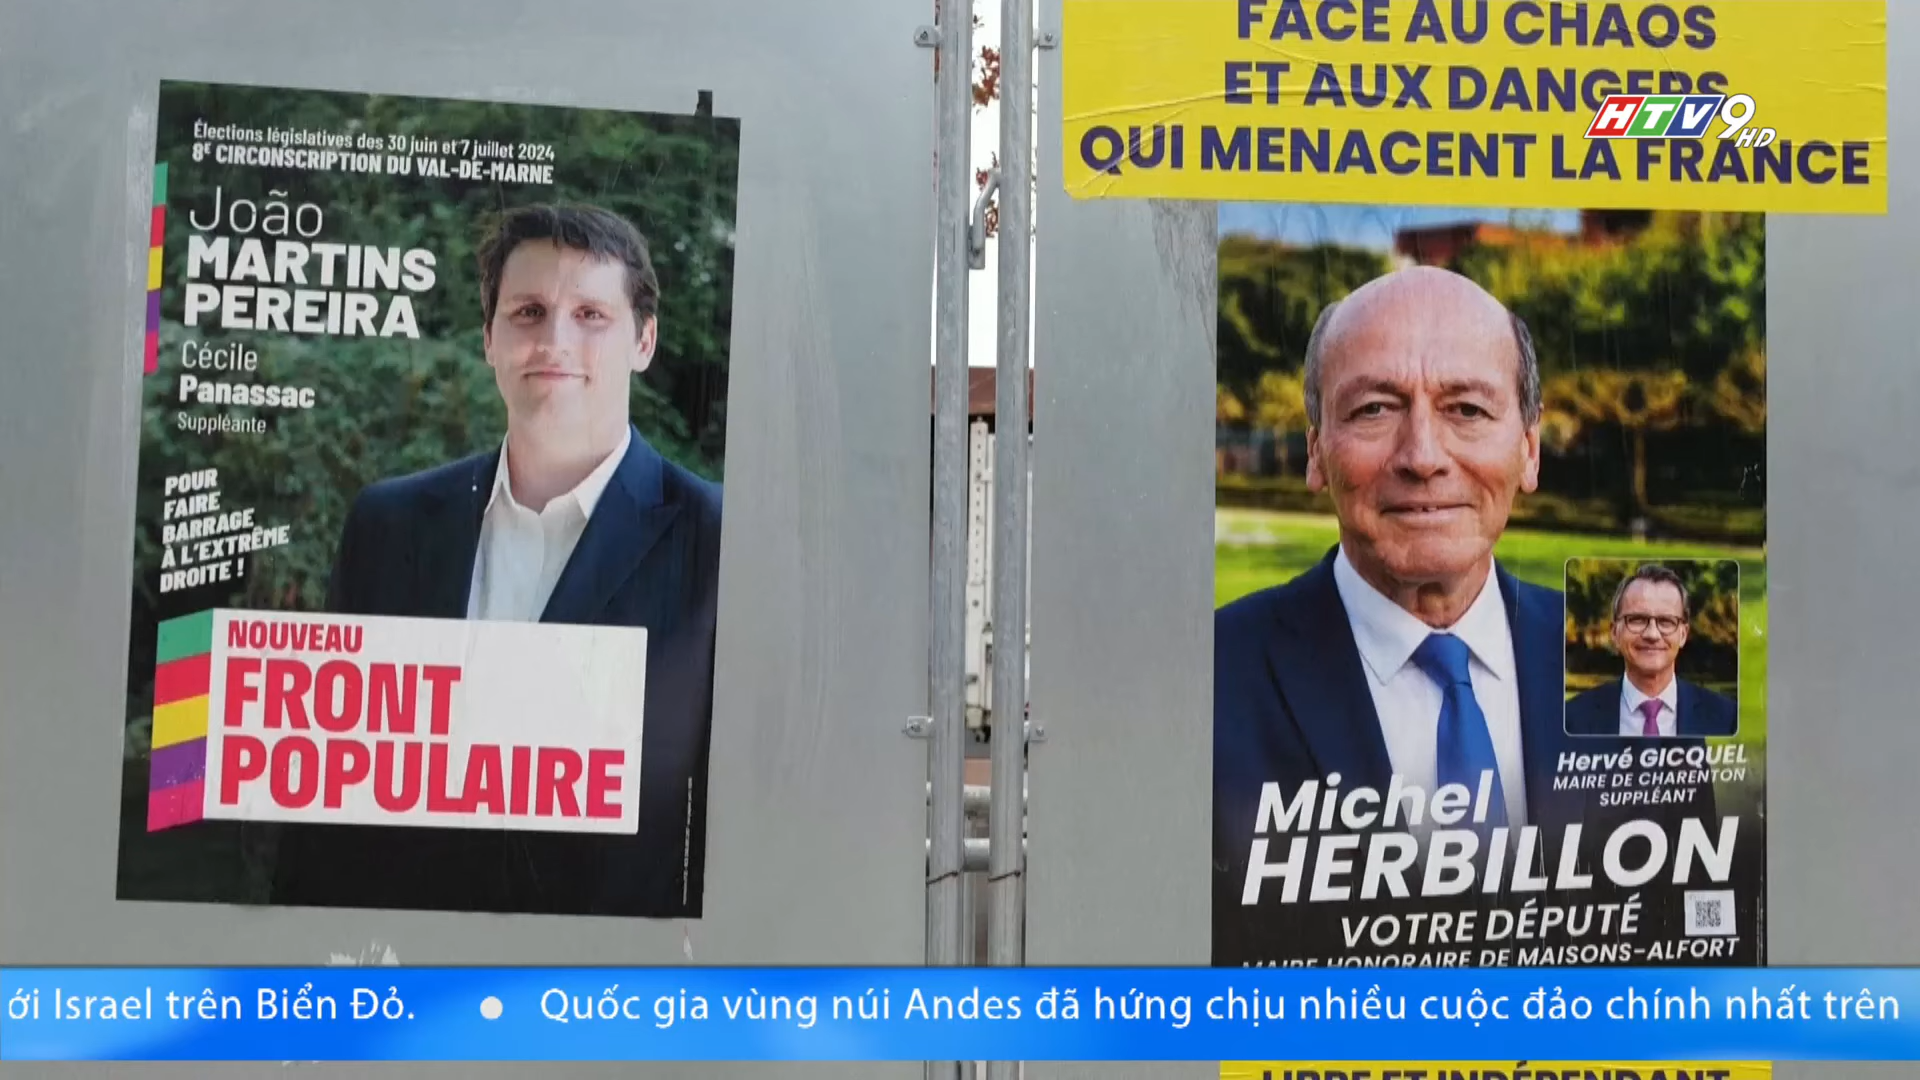 Élections législatives des 30 juin et 7 juillet 2024
8E CIRCONSCRIPTION DU VAL-DE-MARNE
João
MARTINS
PEREIRA
Cécile
Panassac
Suppléante
POUR
FAIRE
BARRAGE
À L'EXTRÊME
DROITE !
NOUVEAU
FRONT
POPULAIRE
FACE AU CHAOS
ET AUX DANGERS
QUI MENACENT LA FRANCE
HTV9
HD
Hervé GICQUEL
MAIRE DE CHARENTON
SUPPLÉANT
Michel
HERBILLON
VOTRE DÉPUTÉ
MAIRE HONORAIRE DE MAISONS-ALFORT
ới Israel trên Biển Đỏ. • Quốc gia vùng núi Andes đã hứng chịu nhiều cuộc đảo chính nhất trên
LIBRE ET INDÉPENDANT